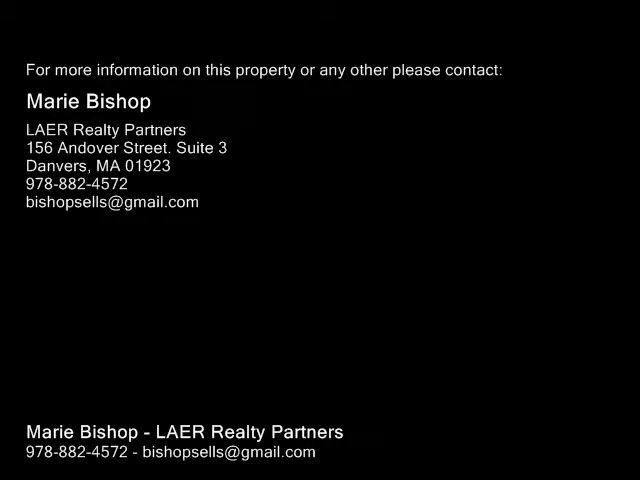 For more information on this property or any other please contact:
Marie Bishop
LAER Realty Partners
156 Andover Street. Suite 3
Danvers, MA 01923
978-882-4572
bishopsells@gmail.com
Marie Bishop - LAER Realty Partners
978-882-4572 - bishopsells@gmail.com